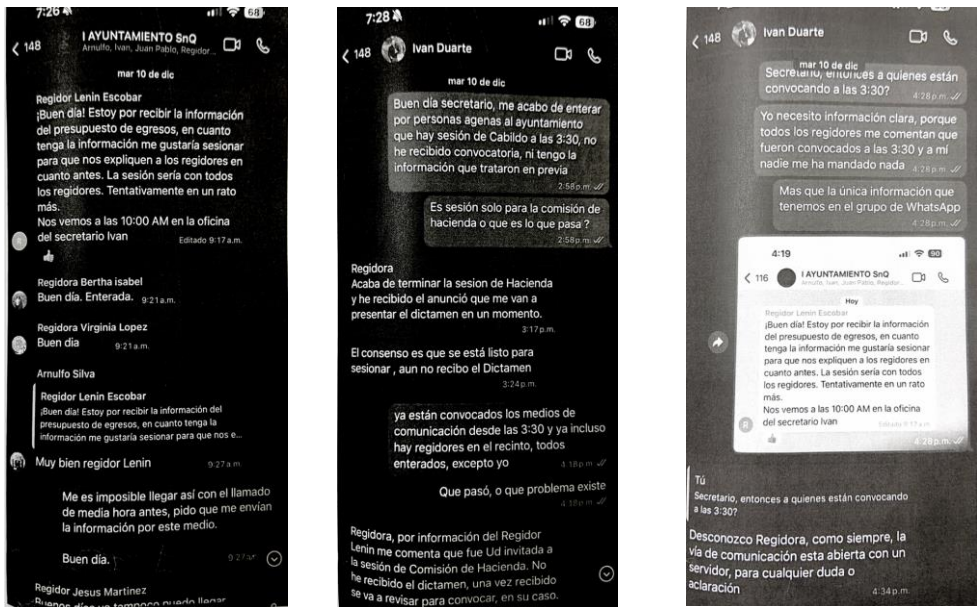 7:26
68
148
I AYUNTAMIENTO SnQ
Arnulfo, Ivan, Juan Pablo, Regidor...
mar 10 de dic
Regidor Lenin Escobar
¡Buen día! Estoy por recibir la información
del presupuesto de egresos, en cuanto
tenga la información me gustaría sesionar
para que nos expliquen a los regidores en
cuanto antes. La sesión sería con todos
los regidores. Tentativamente en un rato
más.
Nos vemos a las 10:00 AM en la oficina
del secretario Ivan
Editado 9:17 a.m.
R
Regidora Bertha isabel
Buen día. Enterada. 9:21 a.m.
Regidora Virginia Lopez
Buen dia 9:21 a.m.
Arnulfo Silva
Regidor Lenin Escobar
¡Buen día! Estoy por recibir la información del
presupuesto de egresos, en cuanto tenga la
información me gustaría sesionar para que nos e...
Muy bien regidor Lenin 9:27 a.m.
Me es imposible llegar así con el llamado
de media hora antes, pido que me envían
la información por este medio.
Buen día. 9:27 a.m.
Regidor Jesus Martinez
Buenos días yo tampoco puedo llegar
7:28
68
148
Ivan Duarte
mar 10 de dic
Buen día secretario, me acabo de enterar
por personas agenas al ayuntamiento
que hay sesión de Cabildo a las 3:30, no
he recibido convocatoria, ni tengo la
información que trataron en previa
2:58 p.m.
Es sesión solo para la comisión de
hacienda o que es lo que pasa ?
2:58 p.m.
Regidora
Acaba de terminar la sesion de Hacienda
y he recibido el anunció que me van a
presentar el dictamen en un momento.
3:17 p.m.
El consenso es que se está listo para
sesionar , aun no recibo el Dictamen
3:24 p.m.
ya están convocados los medios de
comunicación desde las 3:30 y ya incluso
hay regidores en el recinto, todos
enterados, excepto yo
4:18 p.m.
Que pasó, o que problema existe
4:18 p.m.
Regidora, por información del Regidor
Lenin me comenta que fue Ud invitada a
la sesión de Comisión de Hacienda. No
he recibido el dictamen, una vez recibido
se va a revisar para convocar, en su caso.
148
Ivan Duarte
mar 10 de dic
Secretario, entonces a quienes están
convocando a las 3:30?
4:28 p.m.
Yo necesito información clara, porque
todos los regidores me comentan que
fueron convocados a las 3:30 y a mi
nadie me ha mandado nada
4:28 p.m.
Mas que la única información que
tenemos en el grupo de WhatsApp
4:28 p.m.
4:19
90
116
I AYUNTAMIENTO SnQ
Arnulfo, Ivan, Juan Pablo, Regidor...
Hoy
Regidor Lenin Escobar
¡Buen día! Estoy por recibir la información
del presupuesto de egresos, en cuanto
tenga la información me gustaría sesionar
para que nos expliquen a los regidores en
cuanto antes. La sesión sería con todos
los regidores. Tentativamente en un rato
más.
Nos vemos a las 10:00 AM en la oficina
del secretario Ivan
Editado 9:17 a.m.
R
4:28 p.m.
Tú
Secretario, entonces a quienes están convocando
a las 3:30?
Desconozco Regidora, como siempre, la
vía de comunicación esta abierta con un
servidor, para cualquier duda o
aclaración
4:34 p.m.